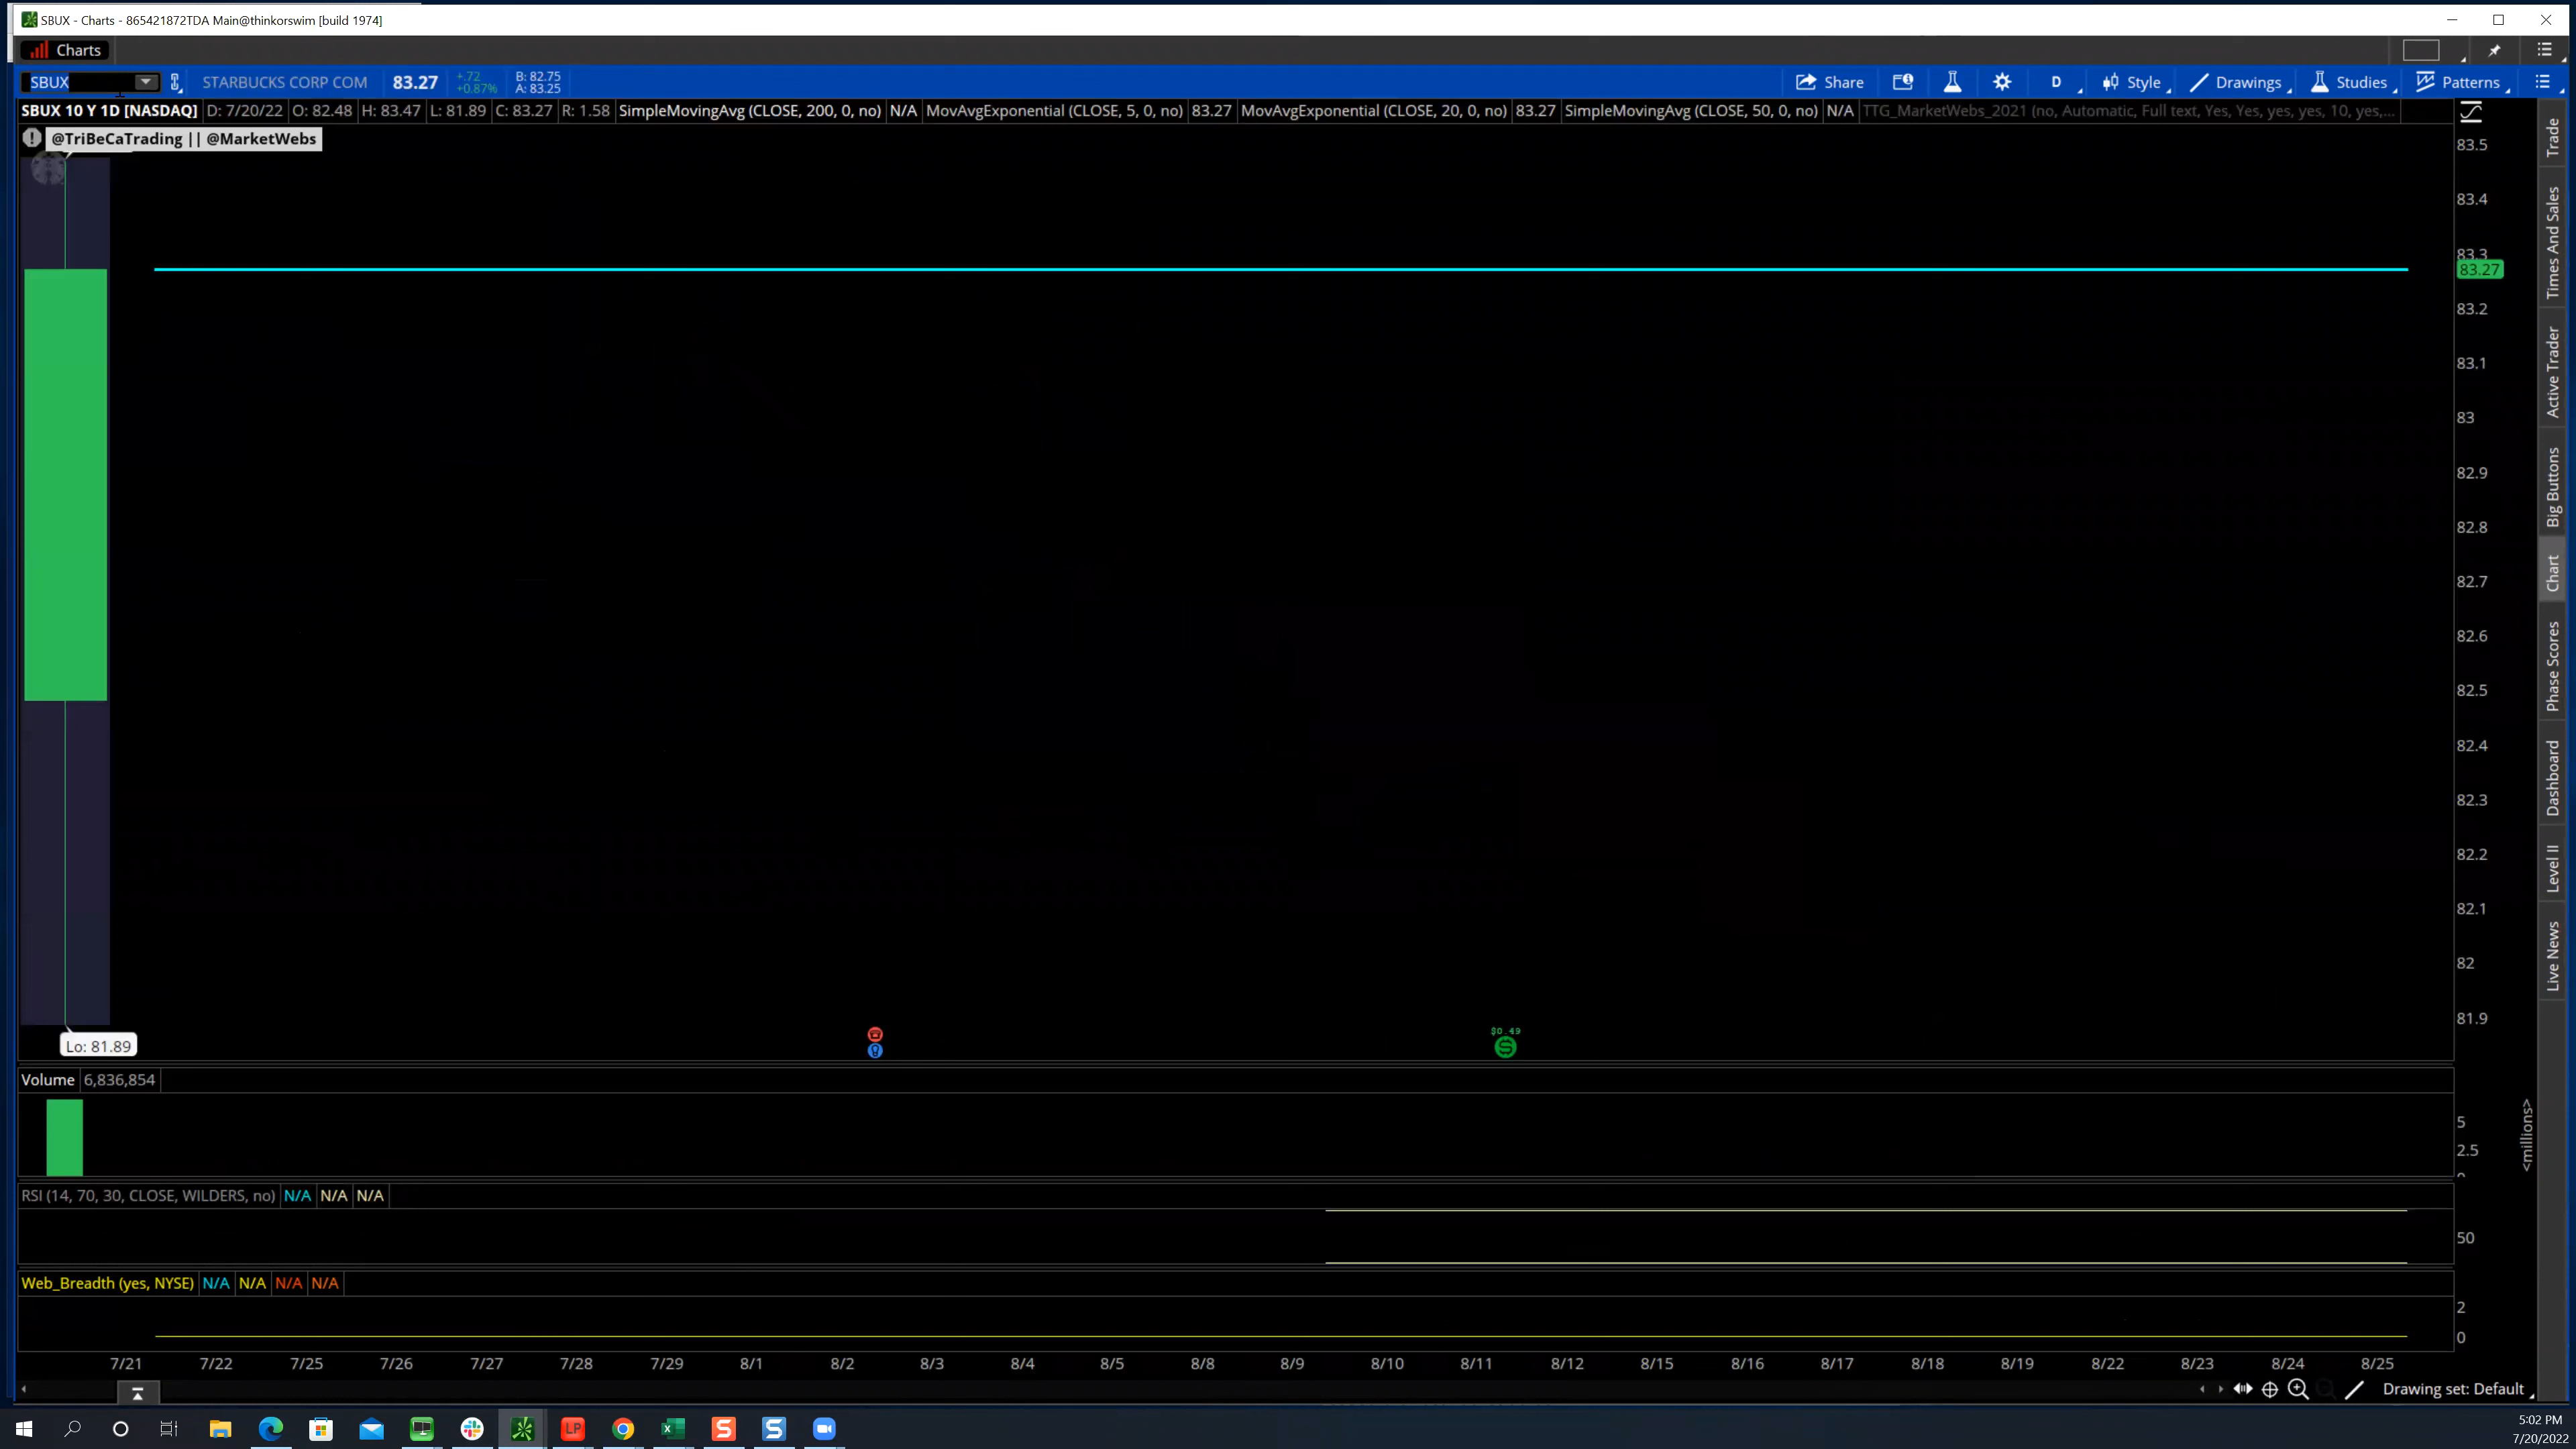 SBUX - Charts - 865421872TDA Main@thinkorswim [build 1974]
Charts
SBUX STARBUCKS CORP COM 83.27 +.72 +0.87% B: 82.75 A: 83.25 Share D Style Drawings Studies Patterns
SBUX 10 Y 1D [NASDAQ] D: 7/20/22 O: 82.48 H: 83.47 L: 81.89 C: 83.27 R: 1.58 SimpleMovingAvg (CLOSE, 200, 0, no) N/A MovAvgExponential (CLOSE, 5, 0, no) 83.27 MovAvgExponential (CLOSE, 20, 0, no) 83.27 SimpleMovingAvg (CLOSE, 50, 0, no) N/A TTG_MarketWebs_2021 (no, Automatic, Full text, Yes, Yes, yes, yes, 10, yes,...
@TriBeCaTrading || @MarketWebs
83.5
83.4
83.3
83.27
83.2
83.1
83
82.9
82.8
82.7
82.6
82.5
82.4
82.3
82.2
82.1
82
81.9
Trade
Times And Sales
Active Trader
Big Buttons
Chart
Phase Scores
Dashboard
Level II
Live News
Lo: 81.89
$0.49
Volume 6,836,854
5
2.5
<millions>
RSI (14, 70, 30, CLOSE, WILDERS, no) N/A N/A N/A
50
Web_Breadth (yes, NYSE) N/A N/A N/A N/A
2
0
7/21 7/22 7/25 7/26 7/27 7/28 7/29 8/1 8/2 8/3 8/4 8/5 8/8 8/9 8/10 8/11 8/12 8/15 8/16 8/17 8/18 8/19 8/22 8/23 8/24 8/25
Drawing set: Default
LP
5:02 PM
7/20/2022